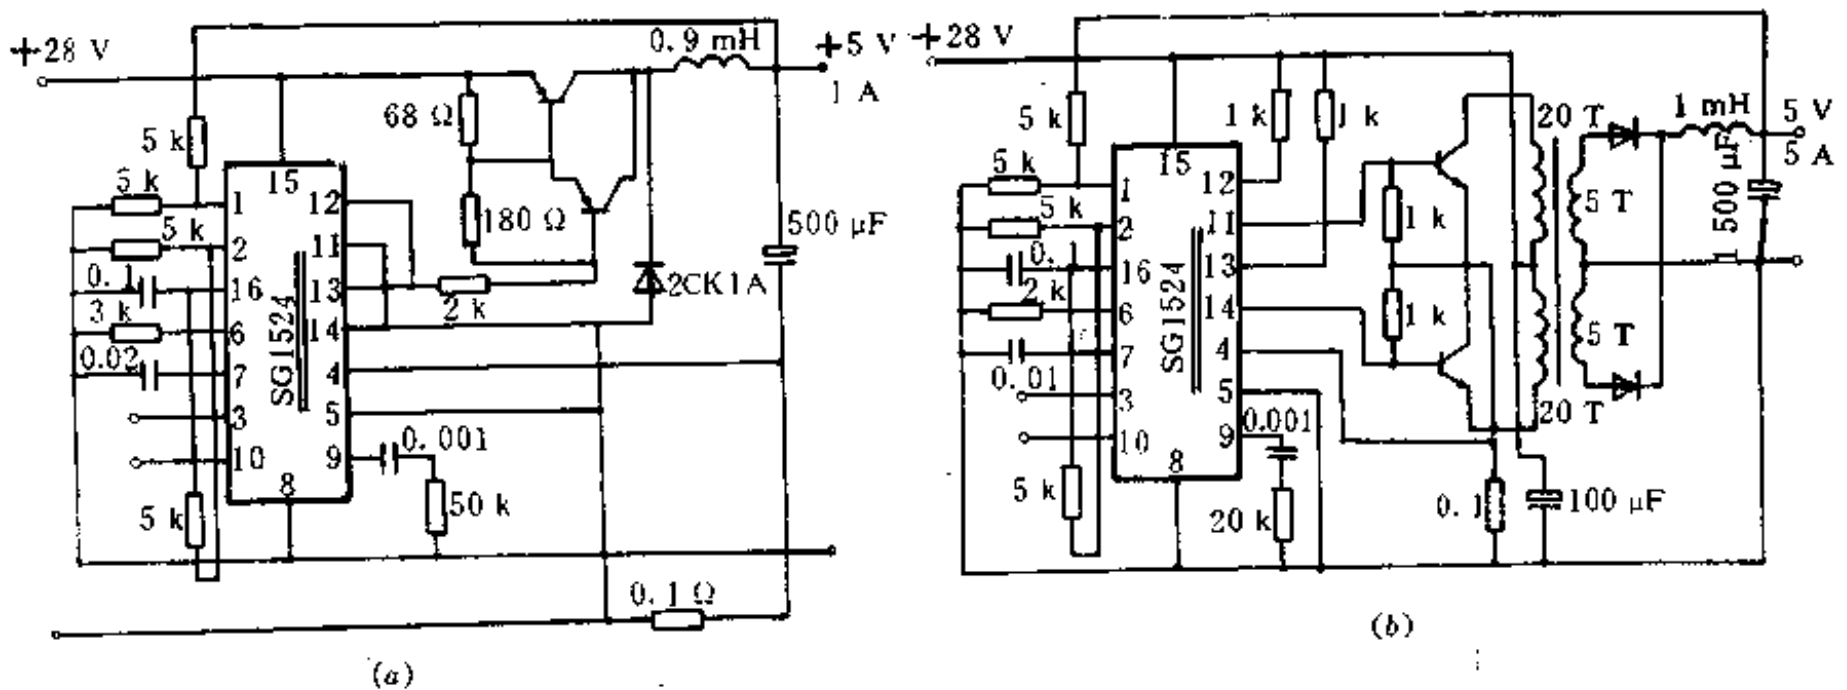 +28 V
0.9 mH
+5 V
1 A
68 Ω
5 k
5 k
15
1
12
5 k
2
11
180 Ω
500 μF
0.1
16
13
2 k
2CK1A
3 k
6
14
SG1524
0.02
7
4
3
5
10
9
0.001
8
5 k
50 k
0.1 Ω
(a)
+28 V
5 k
1 k
1 k
20 T
1 mH
5 V
5 A
15
5 k
1
12
5 k
2
11
1 k
5 T
500 μF
0.1
16
13
2 k
6
14
1 k
5 T
SG1524
7
4
0.01
3
5
20 T
10
9
0.001
8
5 k
20 k
0.1
100 μF
(b)